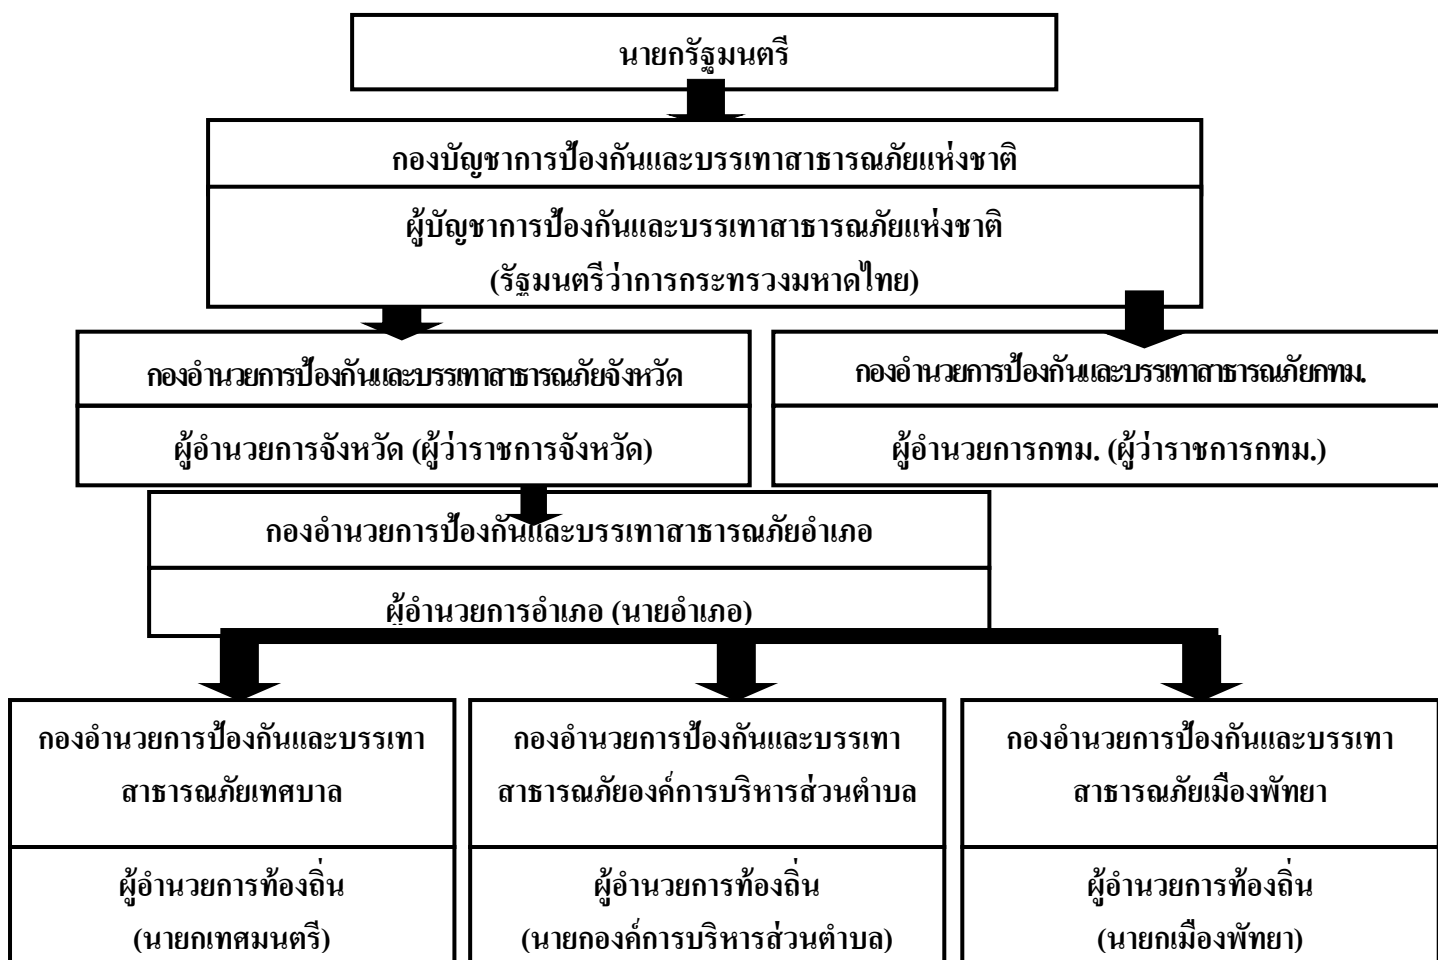 นายกรัฐมนตรี
กองบัญชาการป้องกันและบรรเทาสาธารณภัยแห่งชาติ
ผู้บัญชาการป้องกันและบรรเทาสาธารณภัยแห่งชาติ
(รัฐมนตรีว่าการกระทรวงมหาดไทย)
กองอำนวยการป้องกันและบรรเทาสาธารณภัยจังหวัด
กองอำนวยการป้องกันและบรรเทาสาธารณภัยกทม.
ผู้อำนวยการจังหวัด (ผู้ว่าราชการจังหวัด)
ผู้อำนวยการกทม. (ผู้ว่าราชการกทม.)
กองอำนวยการป้องกันและบรรเทาสาธารณภัยอำเภอ
ผู้อำนวยการอำเภอ (นายอำเภอ)
กองอำนวยการป้องกันและบรรเทา
สาธารณภัยเทศบาล
ผู้อำนวยการท้องถิ่น
(นายกเทศมนตรี)
กองอำนวยการป้องกันและบรรเทา
สาธารณภัยองค์การบริหารส่วนตำบล
ผู้อำนวยการท้องถิ่น
(นายกองค์การบริหารส่วนตำบล)
กองอำนวยการป้องกันและบรรเทา
สาธารณภัยเมืองพัทยา
ผู้อำนวยการท้องถิ่น
(นายกเมืองพัทยา)